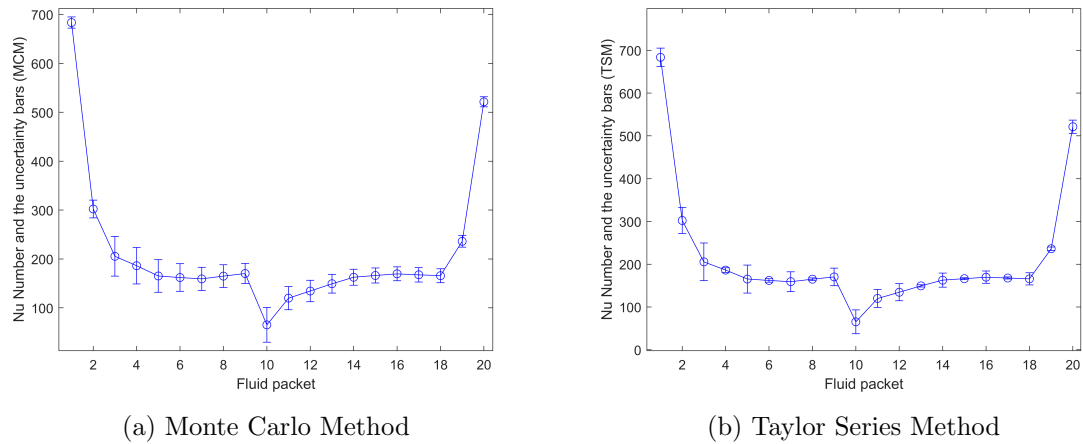 700
600
500
400
300
200
100
2 4 6 8 10 12 14 16 18 20
Fluid packet
Nu Number and the uncertainty bars (MCM)
(a) Monte Carlo Method
700
600
500
400
300
200
100
0
2 4 6 8 10 12 14 16 18 20
Fluid packet
Nu Number and the uncertainty bars (TSM)
(b) Taylor Series Method